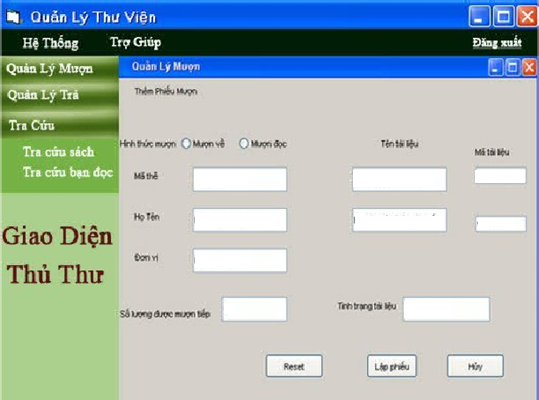 Quản Lý Thư Viện
Hệ Thống Trợ Giúp Đăng xuất
Quản Lý Mượn
Quản Lý Trả
Tra Cứu
Tra cứu sách
Tra cứu bạn đọc
Giao Diện
Thủ Thư
Quản Lý Mượn
Thêm Phiếu Mượn
Hình thức mượn Mượn về Mượn đọc Tên tài liệu Mã tài liệu
Mã thẻ
Họ Tên
Đơn vị
Số lượng được mượn tiếp Tình trạng tài liệu
Reset Lập phiếu Hủy